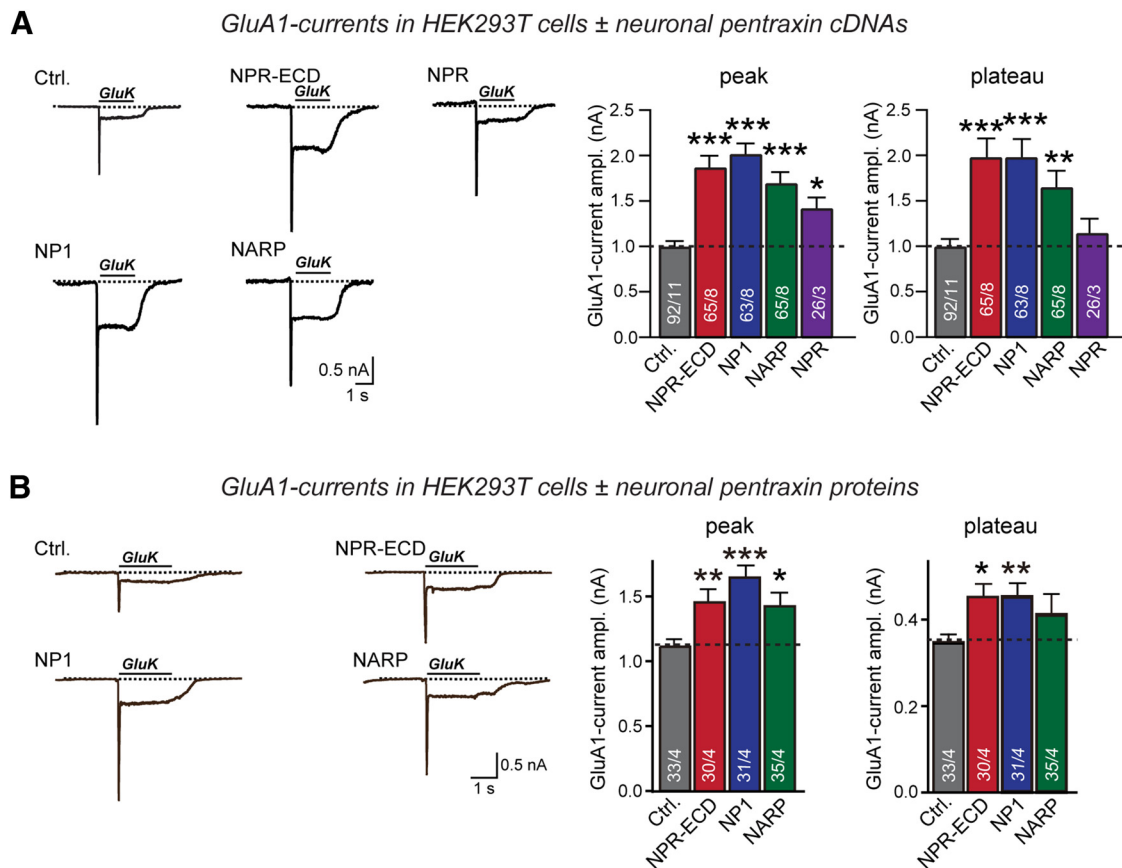 A
GluA1-currents in HEK293T cells ± neuronal pentraxin cDNAs
Ctrl.
GluK
NPR-ECD
GluK
NPR
GluK
NP1
GluK
NARP
GluK
0.5 nA
1 s
peak
GluA1-current ampl. (nA)
2.5
2.0
1.5
1.0
0.5
0.0
***
***
***
*
92/11
65/8
63/8
65/8
26/3
Ctrl.
NPR-ECD
NP1
NARP
NPR
plateau
GluA1-current ampl. (nA)
2.5
2.0
1.5
1.0
0.5
0.0
***
***
**
92/11
65/8
63/8
65/8
26/3
Ctrl.
NPR-ECD
NP1
NARP
NPR
B
GluA1-currents in HEK293T cells ± neuronal pentraxin proteins
Ctrl.
GluK
NPR-ECD
GluK
NP1
GluK
NARP
GluK
0.5 nA
1 s
peak
GluA1-current ampl. (nA)
1.5
1.0
0.5
0.0
**
***
*
33/4
30/4
31/4
35/4
Ctrl.
NPR-ECD
NP1
NARP
plateau
GluA1-current ampl. (nA)
0.4
0.2
0.0
*
**
33/4
30/4
31/4
35/4
Ctrl.
NPR-ECD
NP1
NARP